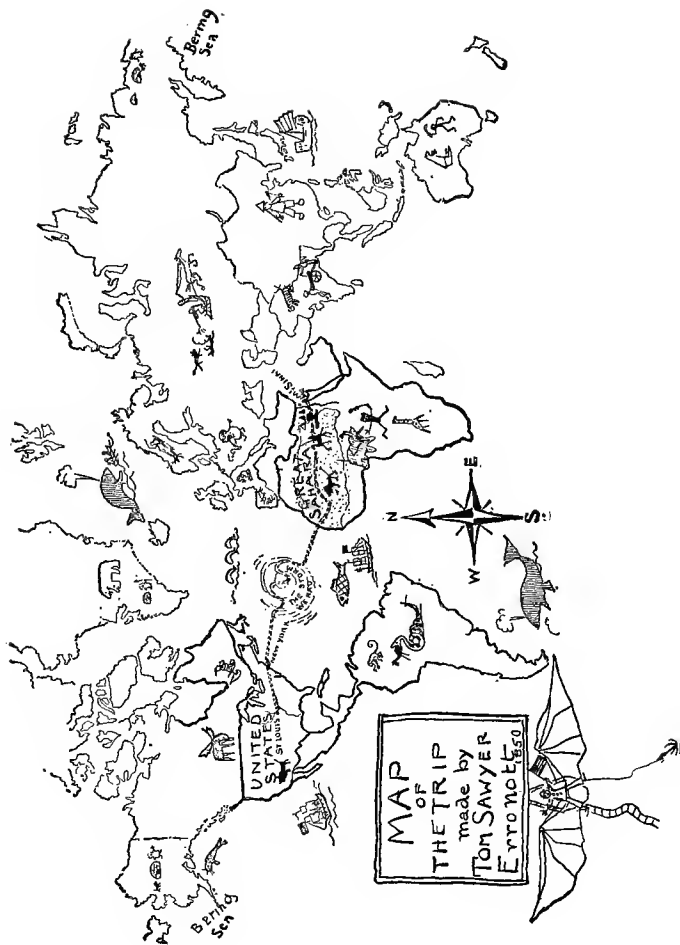 Bering
Sea
Bering
Sea
UNITED
STATES
ST LOUIS
GREAT
SAHARA
N
W
E
S
MAP
OF
THE TRIP
made by
TOM SAWYER
Erronott
1850